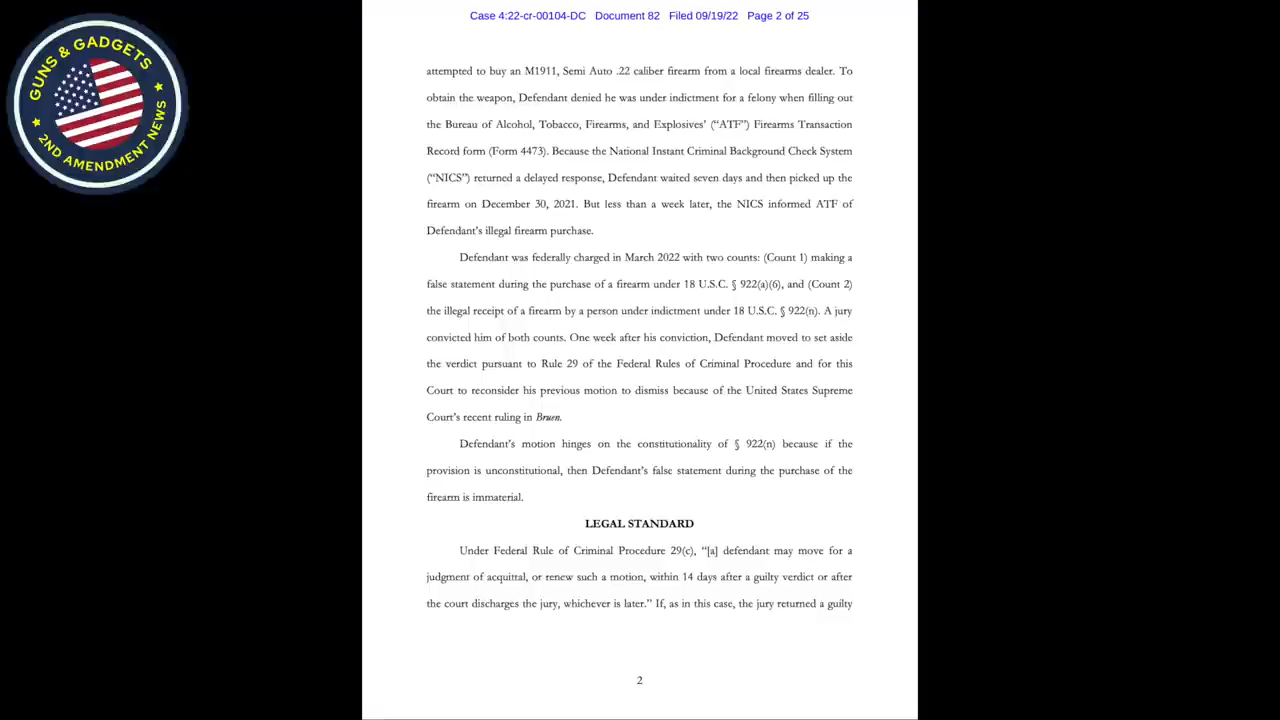 GUNS & GADGETS
2ND AMENDMENT NEWS
Case 4:22-cr-00104-DC Document 82 Filed 09/19/22 Page 2 of 25
attempted to buy an M1911, Semi Auto .22 caliber firearm from a local firearms dealer. To
obtain the weapon, Defendant denied he was under indictment for a felony when filling out
the Bureau of Alcohol, Tobacco, Firearms, and Explosives' (“ATF”) Firearms Transaction
Record form (Form 4473). Because the National Instant Criminal Background Check System
(“NICS”) returned a delayed response, Defendant waited seven days and then picked up the
firearm on December 30, 2021. But less than a week later, the NICS informed ATF of
Defendant's illegal firearm purchase.
Defendant was federally charged in March 2022 with two counts: (Count 1) making a
false statement during the purchase of a firearm under 18 U.S.C. § 922(a)(6), and (Count 2)
the illegal receipt of a firearm by a person under indictment under 18 U.S.C. § 922(n). A jury
convicted him of both counts. One week after his conviction, Defendant moved to set aside
the verdict pursuant to Rule 29 of the Federal Rules of Criminal Procedure and for this
Court to reconsider his previous motion to dismiss because of the United States Supreme
Court's recent ruling in Bruen.
Defendant's motion hinges on the constitutionality of § 922(n) because if the
provision is unconstitutional, then Defendant's false statement during the purchase of the
firearm is immaterial.
LEGAL STANDARD
Under Federal Rule of Criminal Procedure 29(c), “[a] defendant may move for a
judgment of acquittal, or renew such a motion, within 14 days after a guilty verdict or after
the court discharges the jury, whichever is later.” If, as in this case, the jury returned a guilty
2